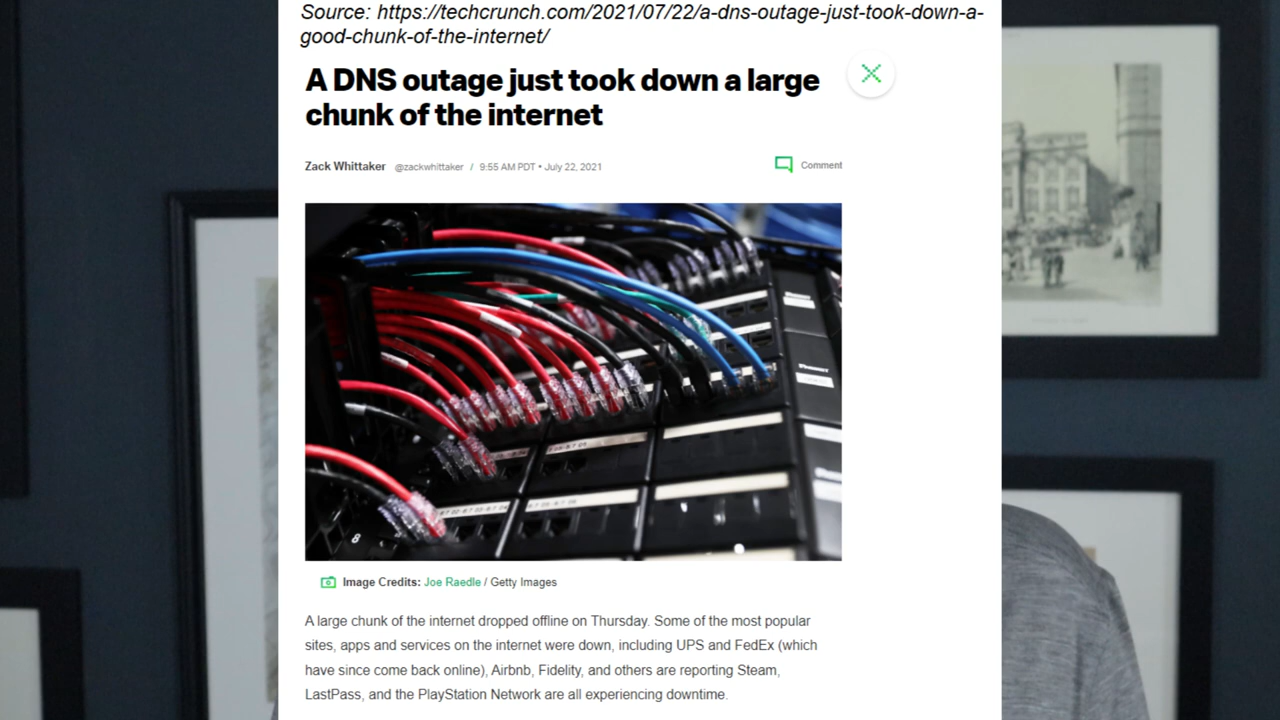 Source: https://techcrunch.com/2021/07/22/a-dns-outage-just-took-down-a-
good-chunk-of-the-internet/
A DNS outage just took down a large
chunk of the internet
Zack Whittaker @zackwhittaker / 9:55 AM PDT • July 22, 2021
Comment
8
Image Credits: Joe Raedle / Getty Images
A large chunk of the internet dropped offline on Thursday. Some of the most popular
sites, apps and services on the internet were down, including UPS and FedEx (which
have since come back online), Airbnb, Fidelity, and others are reporting Steam,
LastPass, and the PlayStation Network are all experiencing downtime.